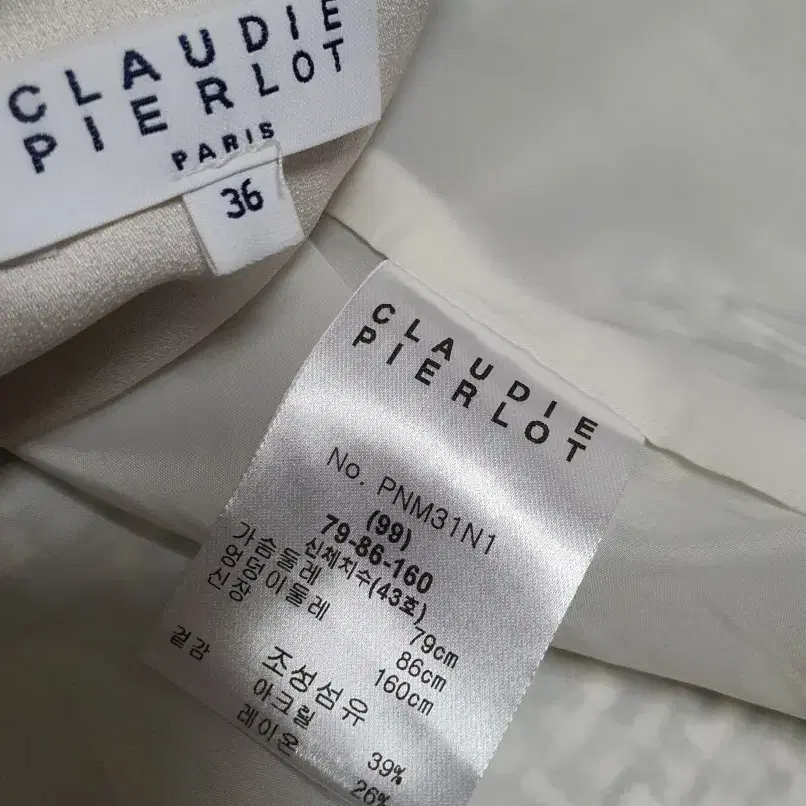 CLAUDIE
PIERLOT
PARIS
36
CLAUDIE
PIERLOT
No. PNM31N1
(99)
79-86-160
신체치수(43호)
가슴둘레 79cm
엉덩이둘레 86cm
신장 160cm
조성섬유
겉감 아크릴 39%
레이온 26%